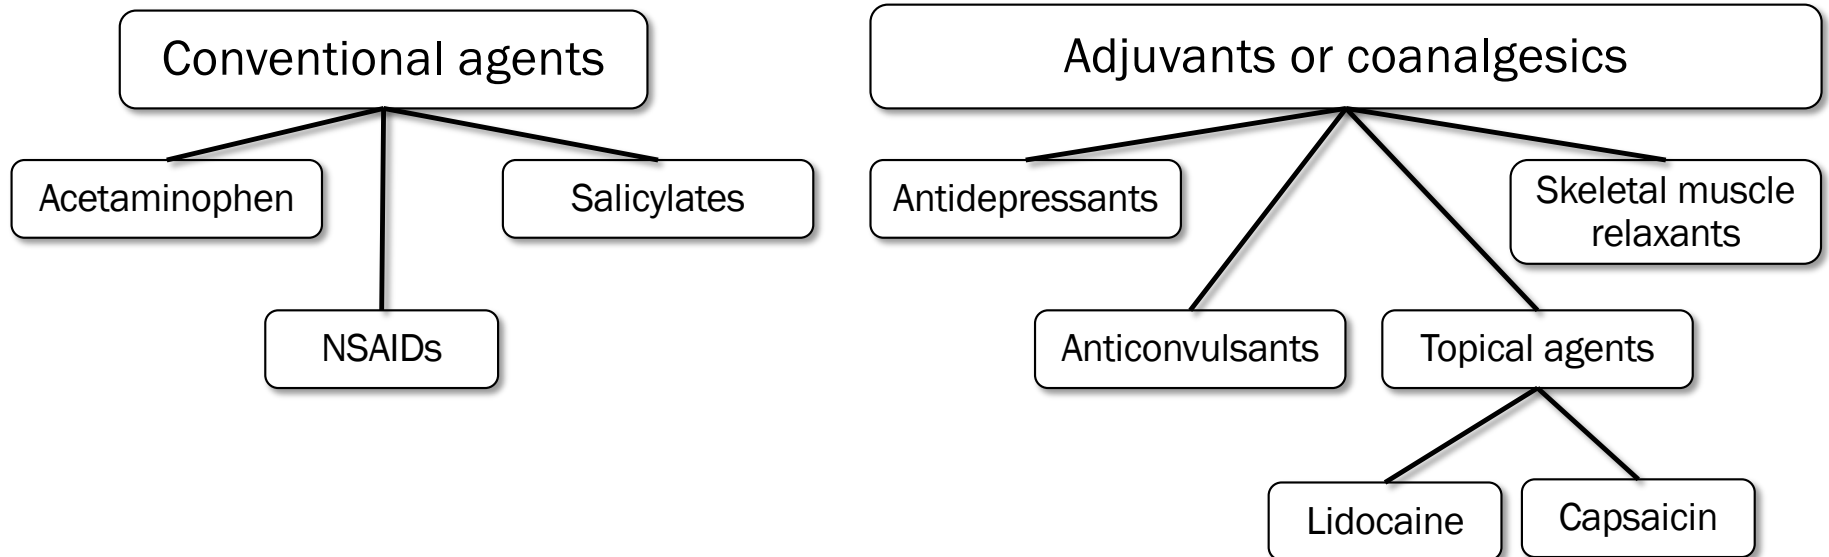 Conventional agents
Adjuvants or coanalgesics
Acetaminophen
Salicylates
Antidepressants
Skeletal muscle
relaxants
NSAIDs
Anticonvulsants
Topical agents
Lidocaine
Capsaicin